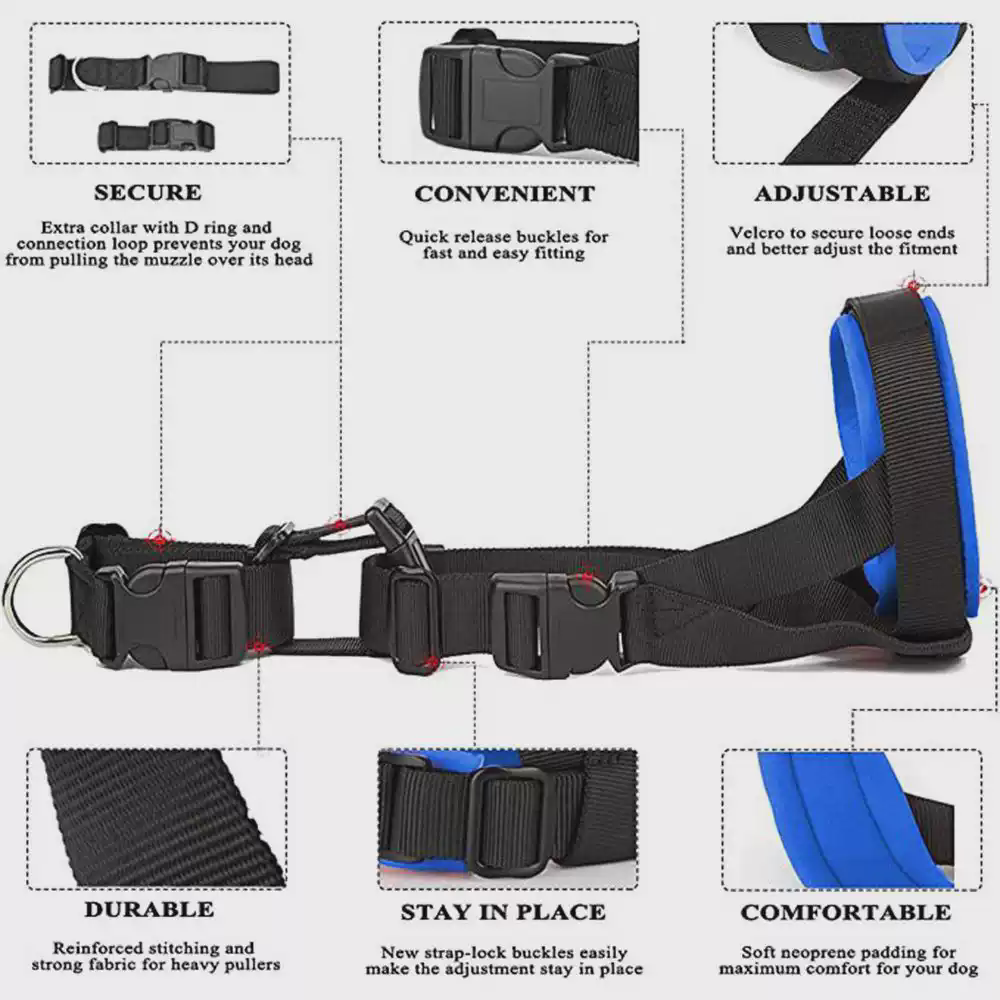 SECURE
Extra collar with D ring and
connection loop prevents your dog
from pulling the muzzle over its head
CONVENIENT
Quick release buckles for
fast and easy fitting
ADJUSTABLE
Velcro to secure loose ends
and better adjust the fitment
DURABLE
Reinforced stitching and
strong fabric for heavy pullers
STAY IN PLACE
New strap-lock buckles easily
make the adjustment stay in place
COMFORTABLE
Soft neoprene padding for
maximum comfort for your dog